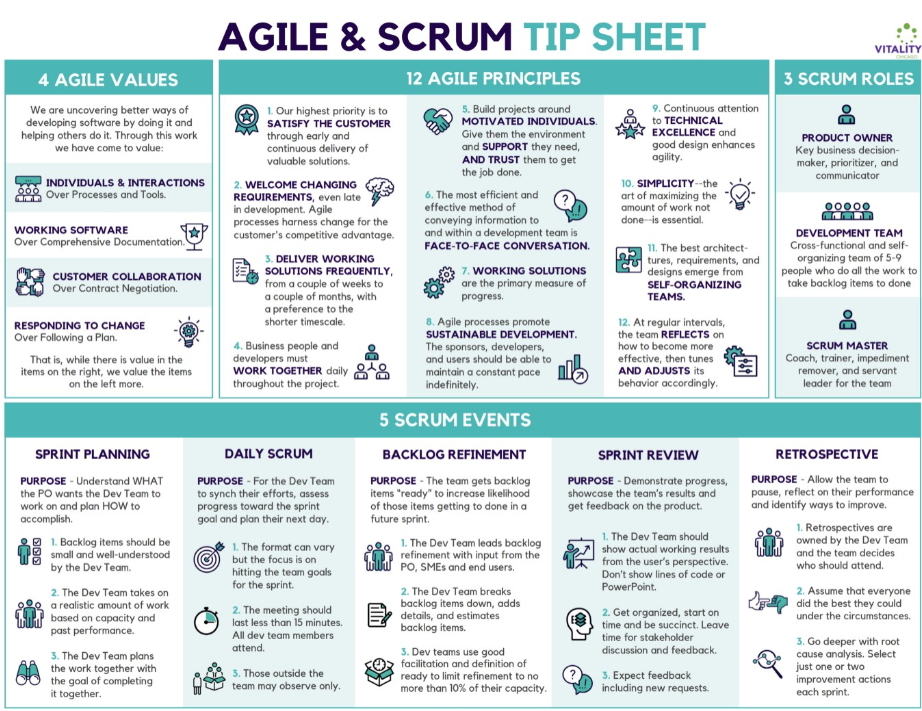 AGILE & SCRUM TIP SHEET
VITALITY
CHICAGO
4 AGILE VALUES
We are uncovering better ways of
developing software by doing it and
helping others do it. Through this work
we have come to value:
INDIVIDUALS & INTERACTIONS
Over Processes and Tools.
WORKING SOFTWARE
Over Comprehensive Documentation.
CUSTOMER COLLABORATION
Over Contract Negotiation.
RESPONDING TO CHANGE
Over Following a Plan.
That is, while there is value in the
items on the right, we value the items
on the left more.
12 AGILE PRINCIPLES
1. Our highest priority is to
SATISFY THE CUSTOMER
through early and
continuous delivery of
valuable solutions.
2. WELCOME CHANGING
REQUIREMENTS, even late
in development. Agile
processes harness change for the
customer's competitive advantage.
3. DELIVER WORKING
SOLUTIONS FREQUENTLY,
from a couple of weeks to
a couple of months, with
a preference to the
shorter timescale.
4. Business people and
developers must
WORK TOGETHER daily
throughout the project.
5. Build projects around
MOTIVATED INDIVIDUALS.
Give them the environment
and SUPPORT they need,
AND TRUST them to get
the job done.
6. The most efficient and
effective method of
conveying information to
and within a development team is
FACE-TO-FACE CONVERSATION.
7. WORKING SOLUTIONS
are the primary measure of
progress.
8. Agile processes promote
SUSTAINABLE DEVELOPMENT.
The sponsors, developers,
and users should be able to
maintain a constant pace
indefinitely.
9. Continuous attention
to TECHNICAL
EXCELLENCE and
good design enhances
agility.
10. SIMPLICITY--the
art of maximizing the
amount of work not
done--is essential.
11. The best architect-
tures, requirements, and
designs emerge from
SELF-ORGANIZING
TEAMS.
12. At regular intervals,
the team REFLECTS on
how to become more
effective, then tunes
AND ADJUSTS its
behavior accordingly.
3 SCRUM ROLES
PRODUCT OWNER
Key business decision-
maker, prioritizer, and
communicator
DEVELOPMENT TEAM
Cross-functional and self-
organizing team of 5-9
people who do all the work to
take backlog items to done
SCRUM MASTER
Coach, trainer, impediment
remover, and servant
leader for the team
5 SCRUM EVENTS
SPRINT PLANNING
PURPOSE - Understand WHAT
the PO wants the Dev Team to
work on and plan HOW to
accomplish.
1. Backlog items should be
small and well-understood
by the Dev Team.
2. The Dev Team takes on
a realistic amount of work
based on capacity and
past performance.
3. The Dev Team plans
the work together with
the goal of completing
it together.
DAILY SCRUM
PURPOSE - For the Dev Team
to synch their efforts, assess
progress toward the sprint
goal and plan their next day.
1. The format can vary
but the focus is on
hitting the team goals
for the sprint.
2. The meeting should
last less than 15 minutes.
All dev team members
attend.
3. Those outside the
team may observe only.
BACKLOG REFINEMENT
PURPOSE - The team gets backlog
items "ready" to increase likelihood
of those items getting to done in a
future sprint.
1. The Dev Team leads backlog
refinement with input from the
PO, SMEs and end users.
2. The Dev Team breaks
backlog items down, adds
details, and estimates
backlog items.
3. Dev teams use good
facilitation and definition of
ready to limit refinement to no
more than 10% of their capacity.
SPRINT REVIEW
PURPOSE - Demonstrate progress,
showcase the team's results and
get feedback on the product.
1. The Dev Team should
show actual working results
from the user's perspective.
Don't show lines of code or
PowerPoint.
2. Get organized, start on
time and be succinct. Leave
time for stakeholder
discussion and feedback.
3. Expect feedback
including new requests.
RETROSPECTIVE
PURPOSE - Allow the team to
pause, reflect on their performance
and identify ways to improve.
1. Retrospectives are
owned by the Dev Team
and the team decides
who should attend.
2. Assume that everyone
did the best they could
under the circumstances.
3. Go deeper with root
cause analysis. Select
just one or two
improvement actions
each sprint.